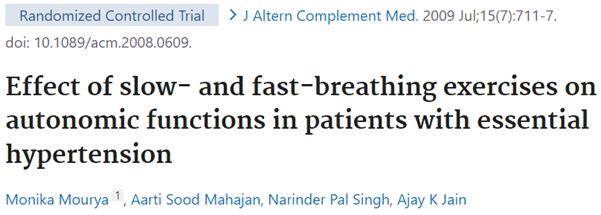 Randomized Controlled Trial > J Altern Complement Med. 2009 Jul;15(7):711-7.
doi: 10.1089/acm.2008.0609.
Effect of slow- and fast-breathing exercises on
autonomic functions in patients with essential
hypertension
Monika Mourya 1, Aarti Sood Mahajan, Narinder Pal Singh, Ajay K Jain